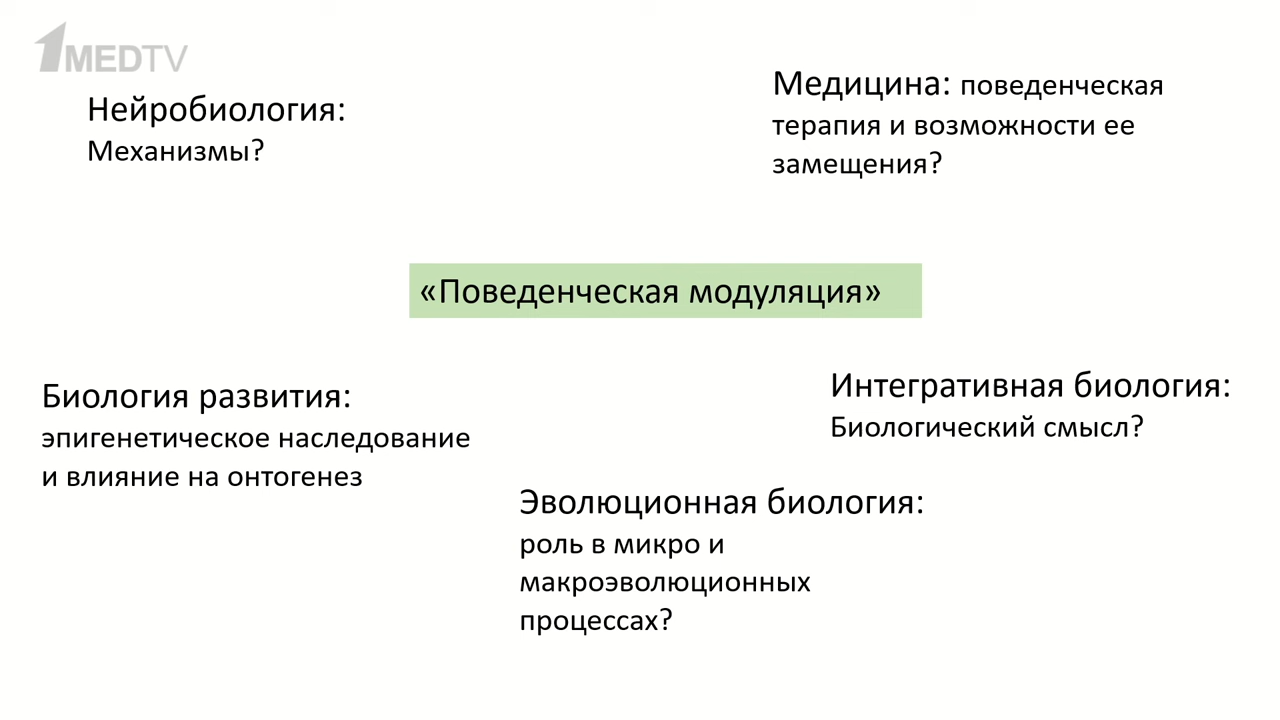 1MEDTV
Нейробиология:
Механизмы?
Медицина: поведенческая
терапия и возможности ее
замещения?
«Поведенческая модуляция»
Биология развития:
эпигенетическое наследование
и влияние на онтогенез
Интегративная биология:
Биологический смысл?
Эволюционная биология:
роль в микро и
макроэволюционных
процессах?